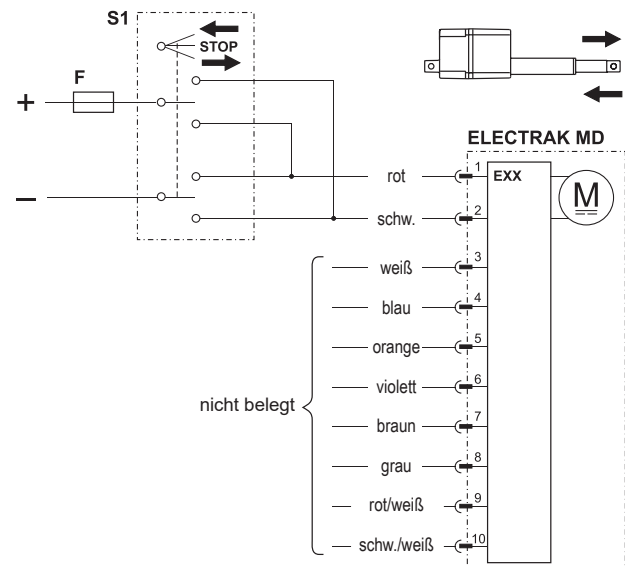 S1
STOP
F
+
−
ELECTRAK MD
EXX
M
rot 1
schw. 2
weiß 3
blau 4
orange 5
violett 6
nicht belegt
braun 7
grau 8
rot/weiß 9
schw./weiß 10